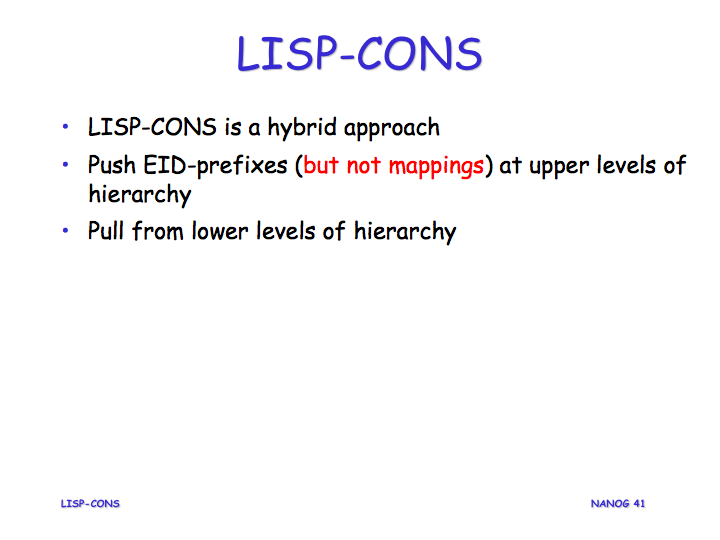 LISP-CONS
• LISP-CONS is a hybrid approach
• Push EID-prefixes (but not mappings) at upper levels of
hierarchy
• Pull from lower levels of hierarchy
LISP-CONS
NANOG 41